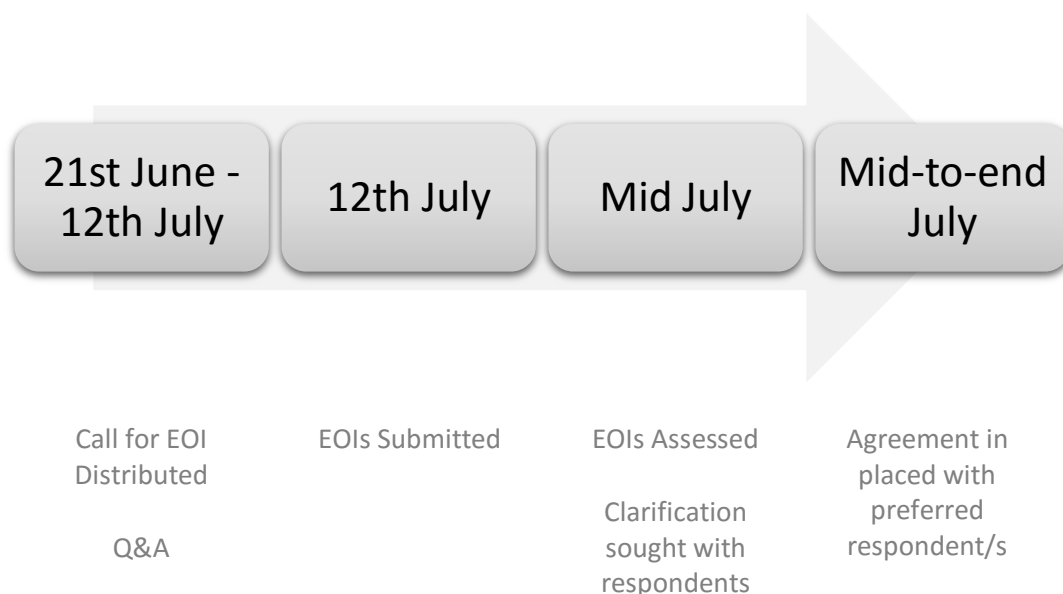 21st June -
12th July
12th July
Mid July
Mid-to-end
July
Call for EOI
Distributed
Q&A
EOIs Submitted
EOIs Assessed
Clarification
sought with
respondents
Agreement in
placed with
preferred
respondent/s